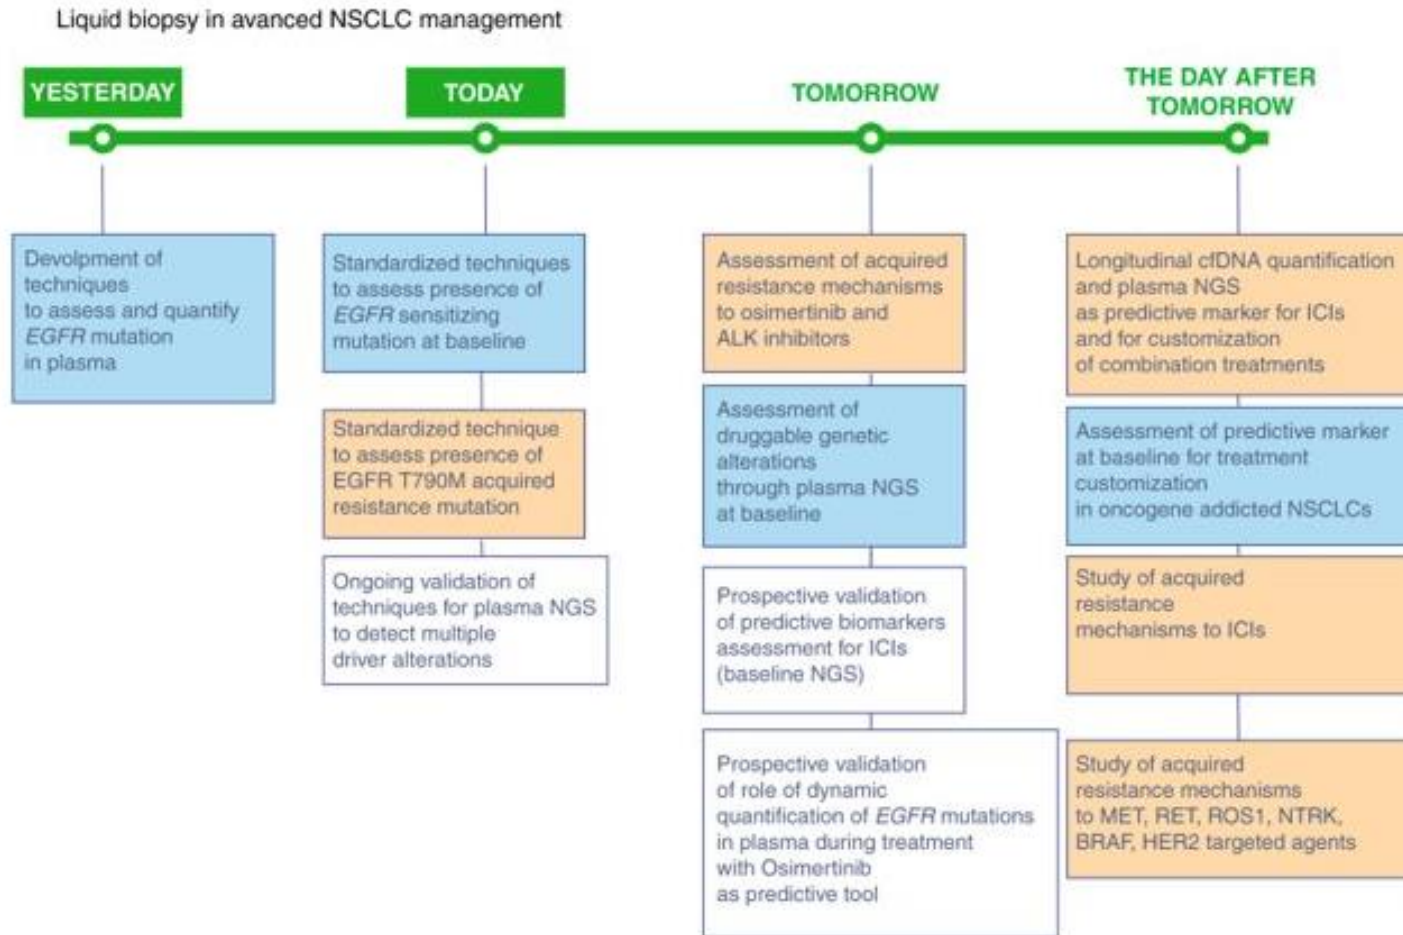 Liquid biopsy in avanced NSCLC management
YESTERDAY
TODAY
TOMORROW
THE DAY AFTER
TOMORROW
Devolpment of
techniques
to assess and quantify
EGFR mutation
in plasma
Standardized techniques
to assess presence of
EGFR sensitizing
mutation at baseline
Standardized technique
to assess presence of
EGFR T790M acquired
resistance mutation
Ongoing validation of
techniques for plasma NGS
to detect multiple
driver alterations
Assessment of acquired
resistance mechanisms
to osimertinib and
ALK inhibitors
Assessment of
druggable genetic
alterations
through plasma NGS
at baseline
Prospective validation
of predictive biomarkers
assessment for ICIs
(baseline NGS)
Prospective validation
of role of dynamic
quantification of EGFR mutations
in plasma during treatment
with Osimertinib
as predictive tool
Longitudinal cfDNA quantification
and plasma NGS
as predictive marker for ICIs
and for customization
of combination treatments
Assessment of predictive marker
at baseline for treatment
customization
in oncogene addicted NSCLCs
Study of acquired
resistance
mechanisms to ICIs
Study of acquired
resistance mechanisms
to MET, RET, ROS1, NTRK,
BRAF, HER2 targeted agents